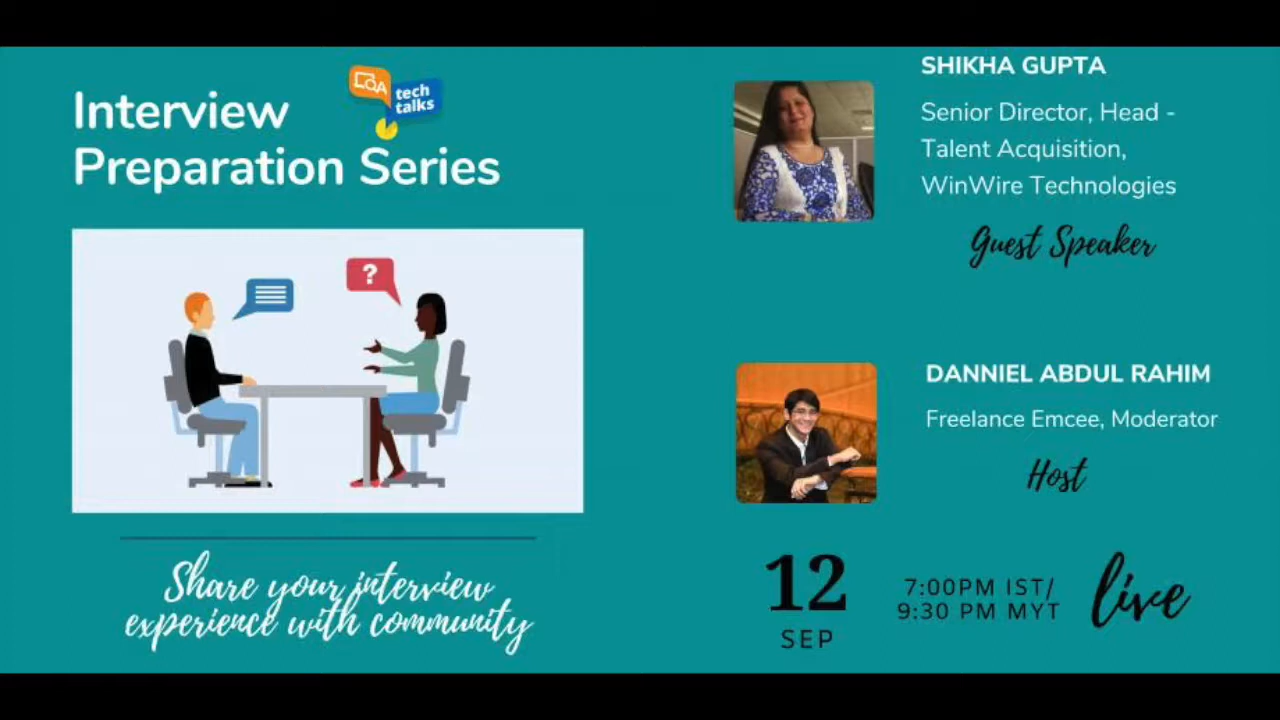 Interview
Preparation Series
QA
tech
talks
?
Share your interview
experience with community
SHIKHA GUPTA
Senior Director, Head -
Talent Acquisition,
WinWire Technologies
Guest Speaker
DANNIEL ABDUL RAHIM
Freelance Emcee, Moderator
Host
12
SEP
7:00PM IST/
9:30 PM MYT
live